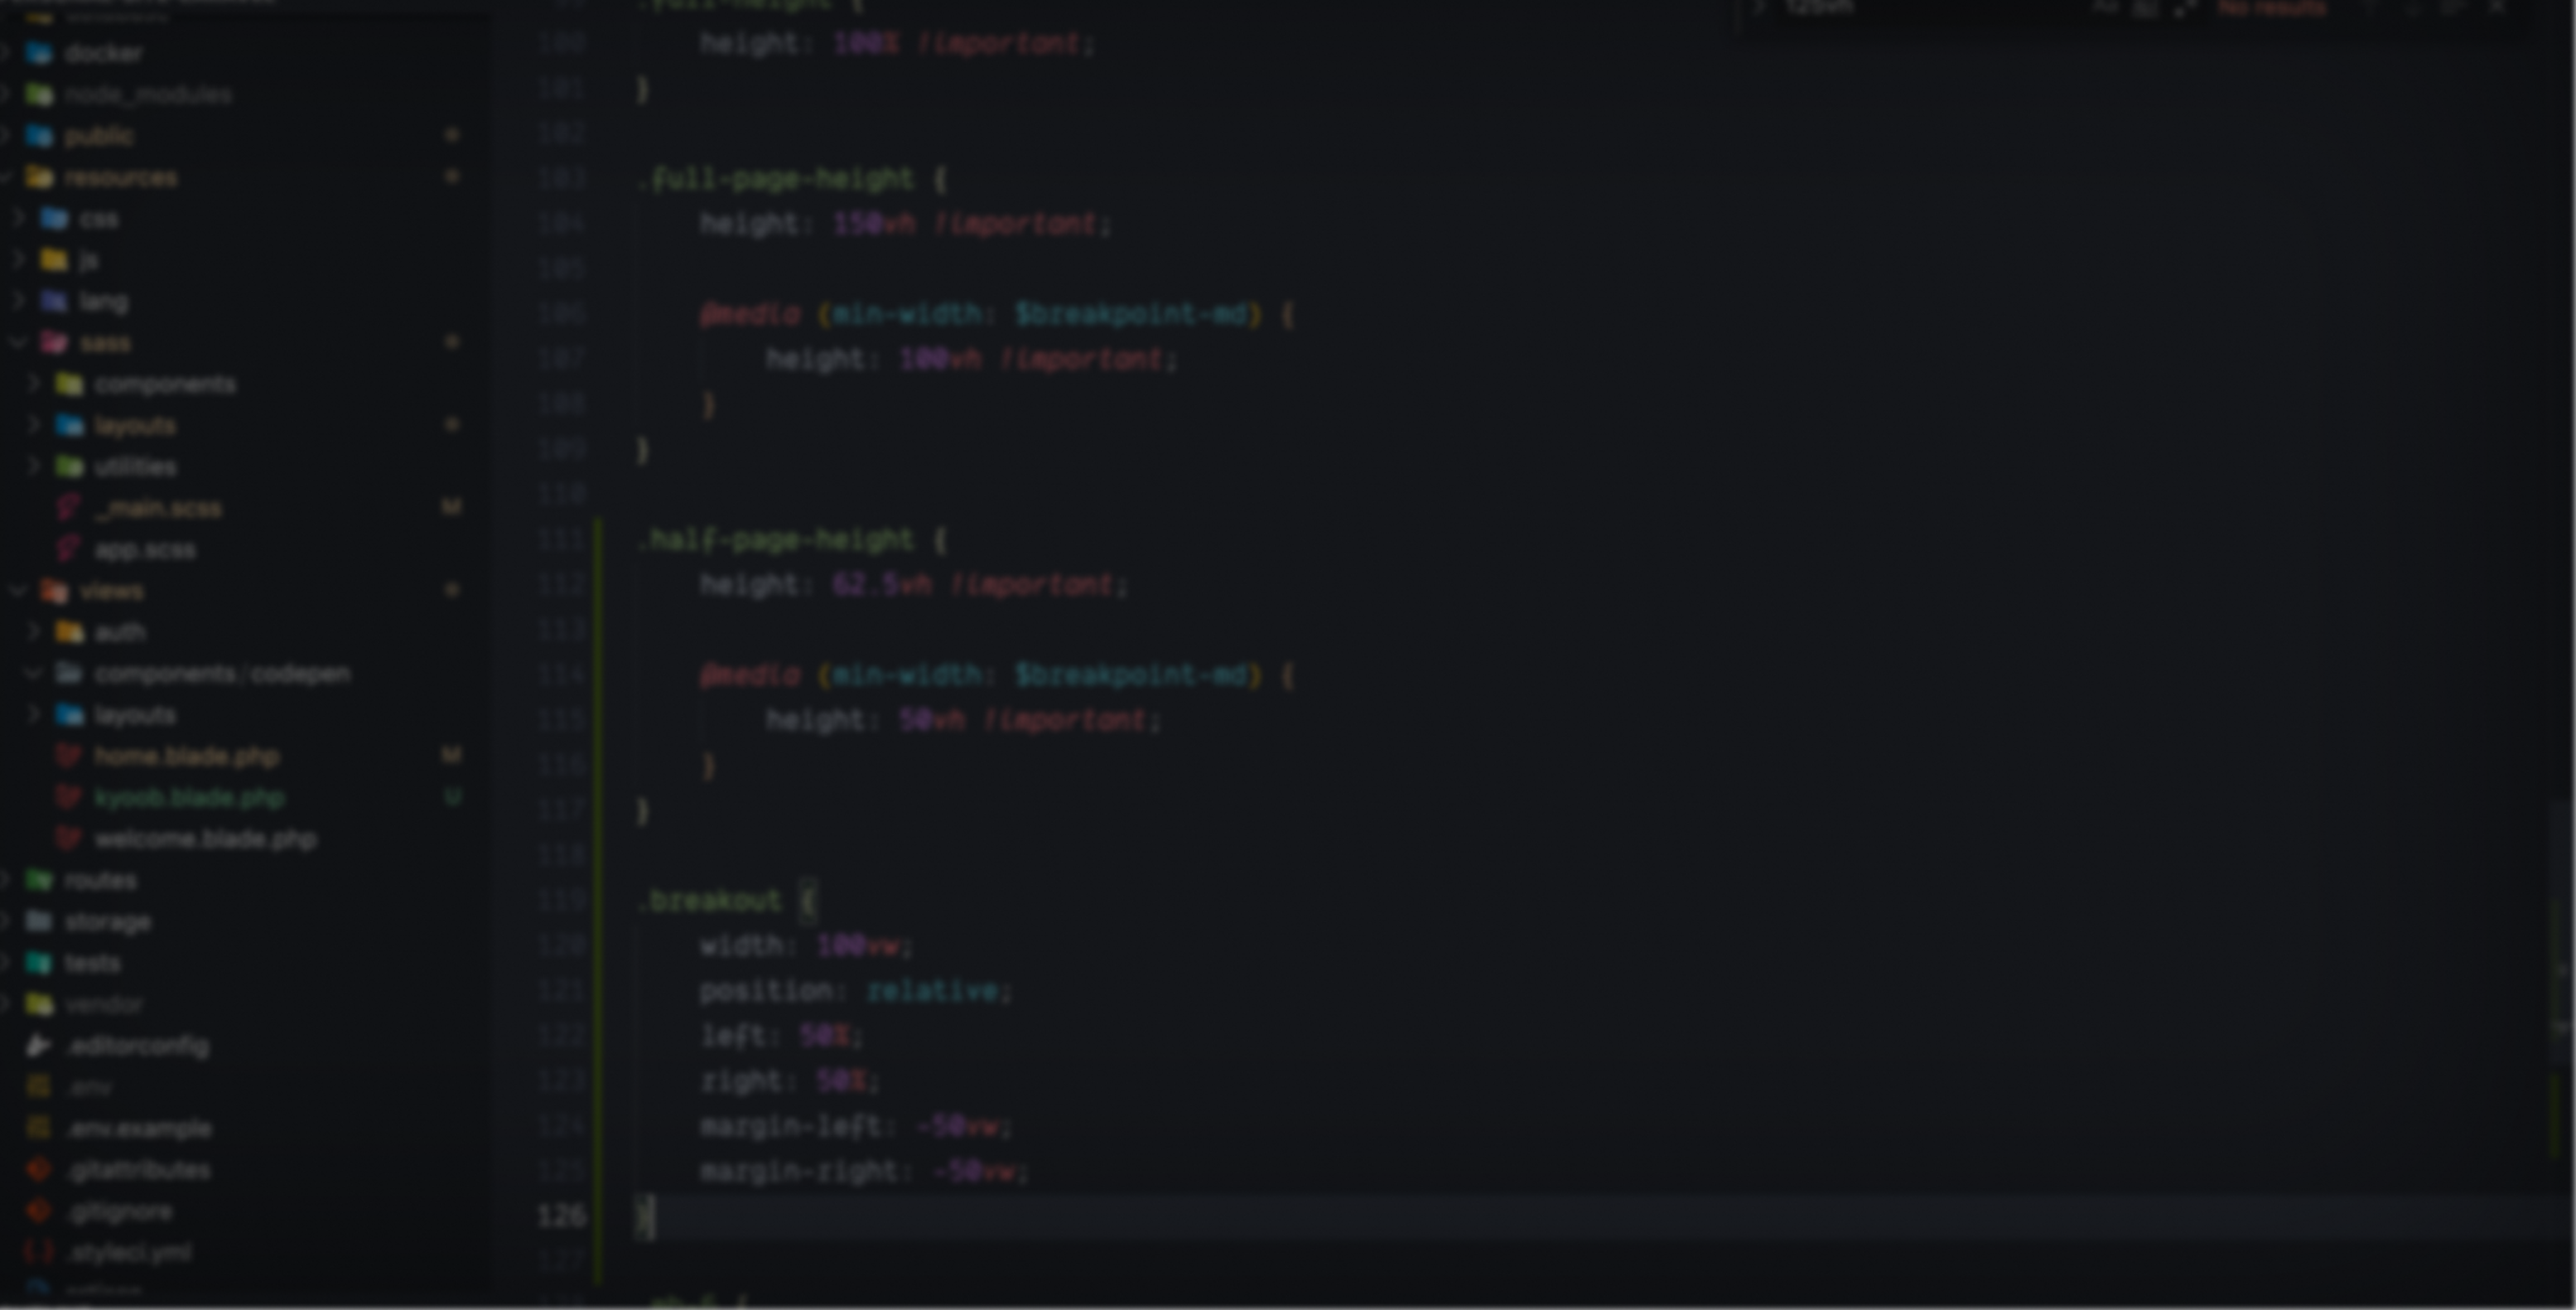 docker
node_modules
public
resources
css
js
lang
sass
components
layouts
utilities
_main.scss M
app.scss
views
auth
components/codepen
layouts
home.blade.php M
kyoob.blade.php U
welcome.blade.php
routes
storage
tests
vendor
.editorconfig
.env
.env.example
.gitattributes
.gitignore
.styleci.yml
125vh No results
.full-height {
100 height: 100% !important;
101 }
102
103 .full-page-height {
104 height: 150vh !important;
105
106 @media (min-width: $breakpoint-md) {
107 height: 100vh !important;
108 }
109 }
110
111 .half-page-height {
112 height: 62.5vh !important;
113
114 @media (min-width: $breakpoint-md) {
115 height: 50vh !important;
116 }
117 }
118
119 .breakout {
120 width: 100vw;
121 position: relative;
122 left: 50%;
123 right: 50%;
124 margin-left: -50vw;
125 margin-right: -50vw;
126 }
127